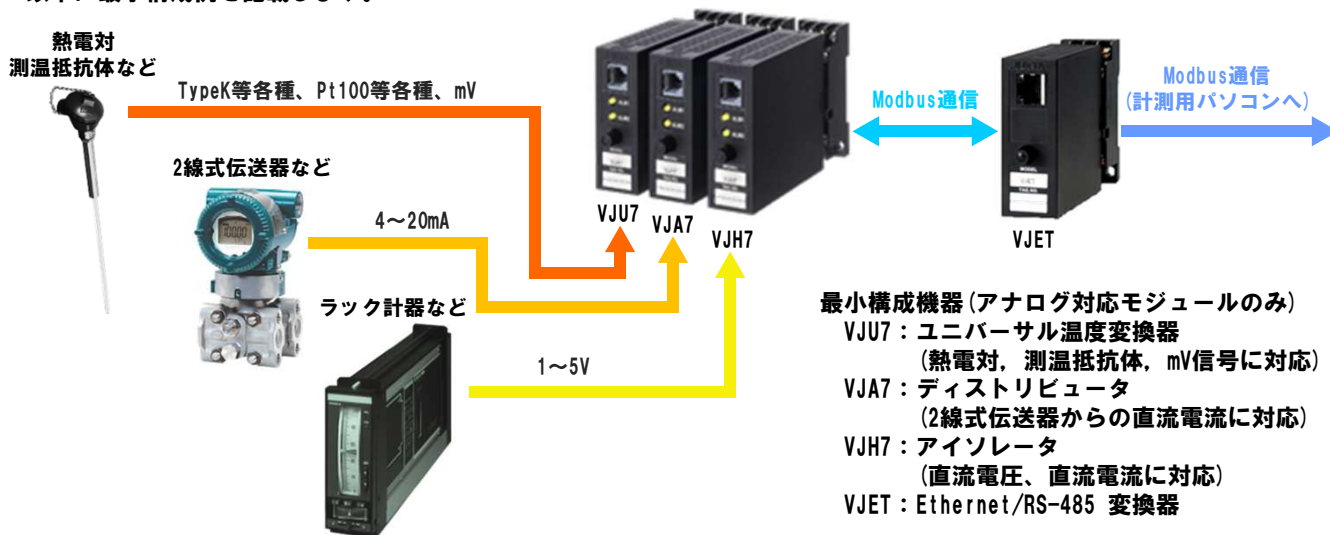 熱電対
測温抵抗体など
TypeK等各種、Pt100等各種、mV
2線式伝送器など
4～20mA
ラック計器など
1～5V
VJU7
VJA7
VJH7
Modbus通信
VJET
Modbus通信
(計測用パソコンへ)
最小構成機器(アナログ対応モジュールのみ)
VJU7：ユニバーサル温度変換器
(熱電対，測温抵抗体，mV信号に対応)
VJA7：ディストリビュータ
(2線式伝送器からの直流電流に対応)
VJH7：アイソレータ
(直流電圧、直流電流に対応)
VJET：Ethernet/RS-485 変換器